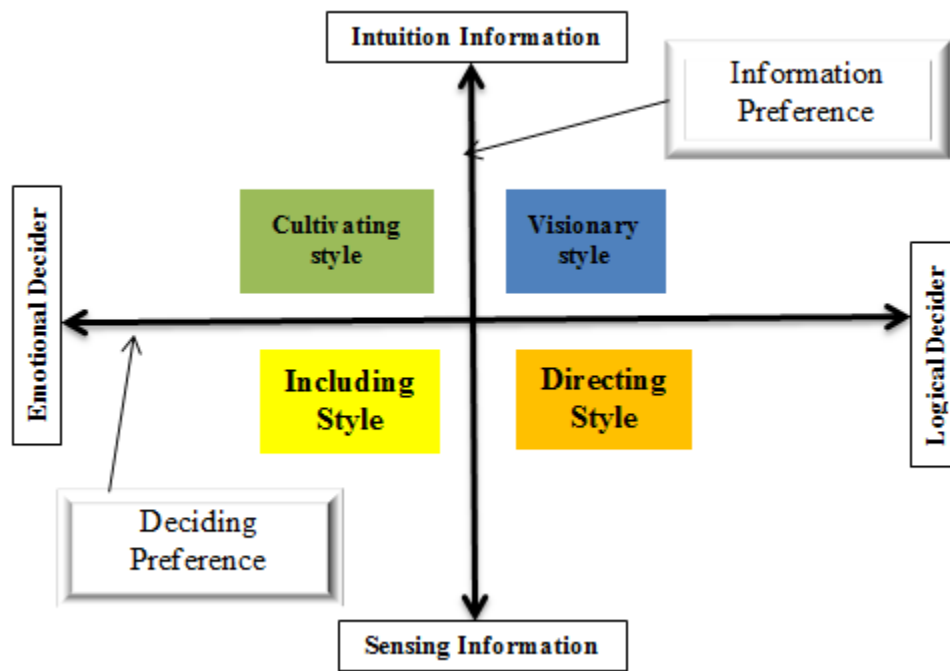 Intuition Information
Information
Preference
Cultivating
style
Visionary
style
Emotional Decider
Logical Decider
Including
Style
Directing
Style
Deciding
Preference
Sensing Information